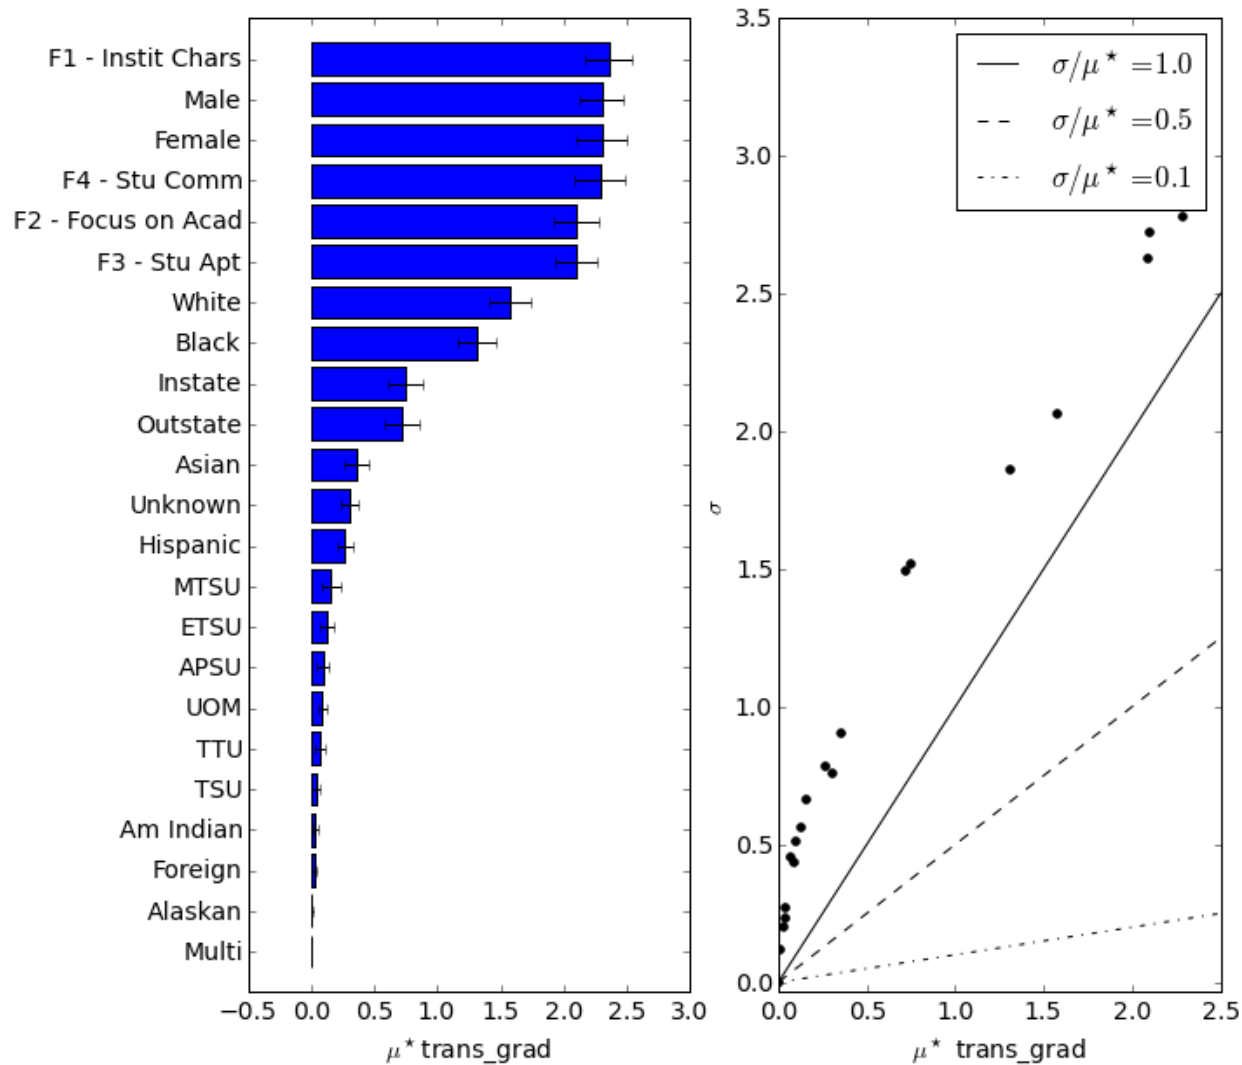 F1 - Instit Chars
Male
Female
F4 - Stu Comm
F2 - Focus on Acad
F3 - Stu Apt
White
Black
Instate
Outstate
Asian
Unknown
Hispanic
MTSU
ETSU
APSU
UOM
TTU
TSU
Am Indian
Foreign
Alaskan
Multi
−0.5 0.0 0.5 1.0 1.5 2.0 2.5 3.0
μ* trans_grad
3.5
3.0
2.5
2.0
1.5
1.0
0.5
0.0
σ
σ/μ* =1.0
σ/μ* =0.5
σ/μ* =0.1
0.0 0.5 1.0 1.5 2.0 2.5
μ* trans_grad